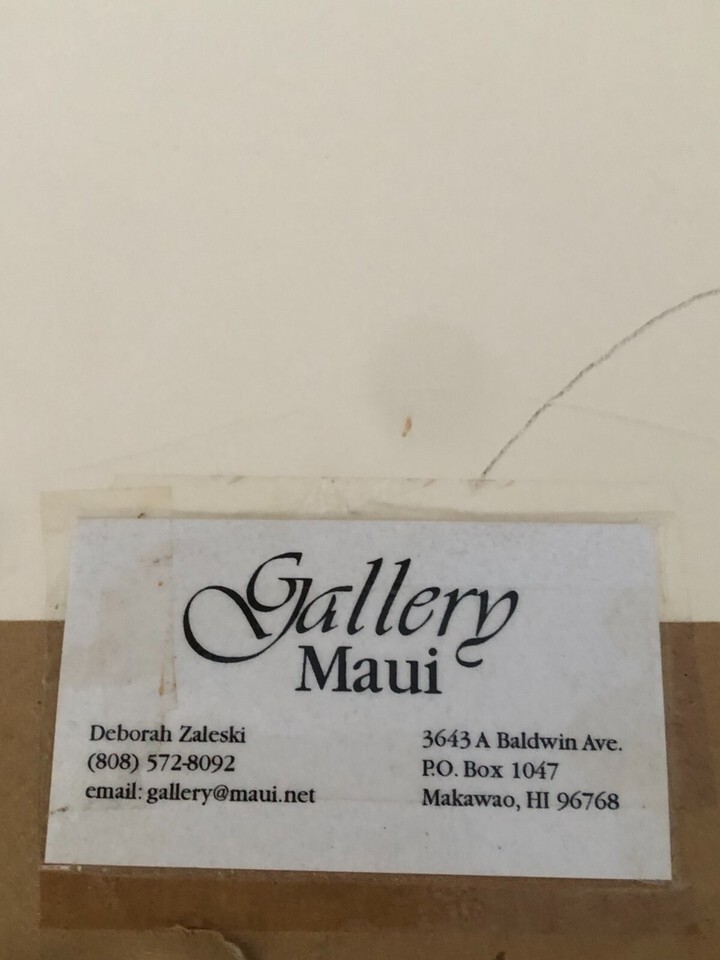 Gallery
Maui
Deborah Zaleski
(808) 572-8092
email: gallery@maui.net
3643 A Baldwin Ave.
P.O. Box 1047
Makawao, HI 96768